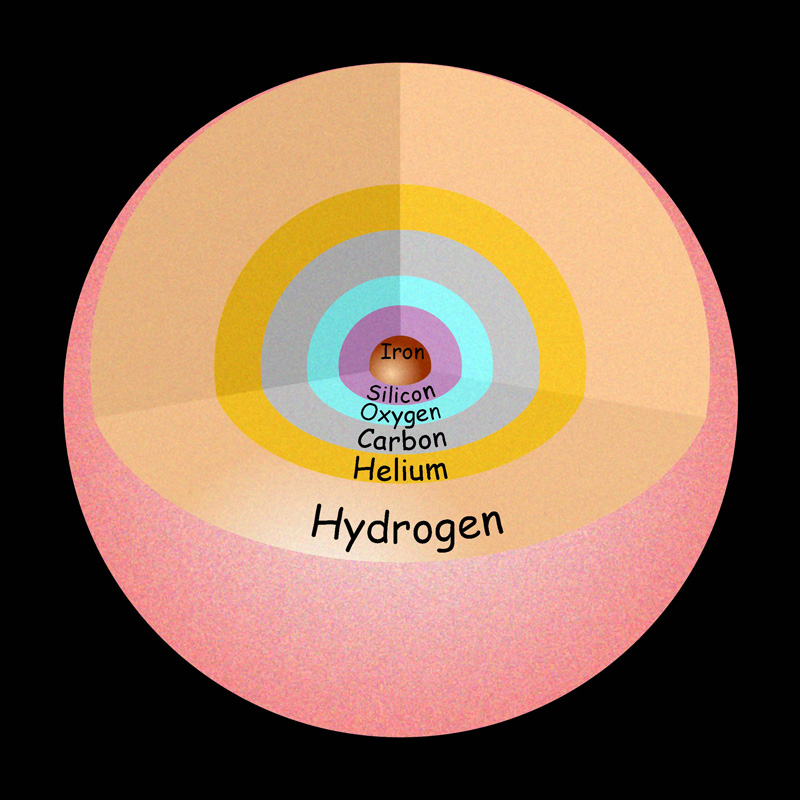 Iron
Silicon
Oxygen
Carbon
Helium
Hydrogen